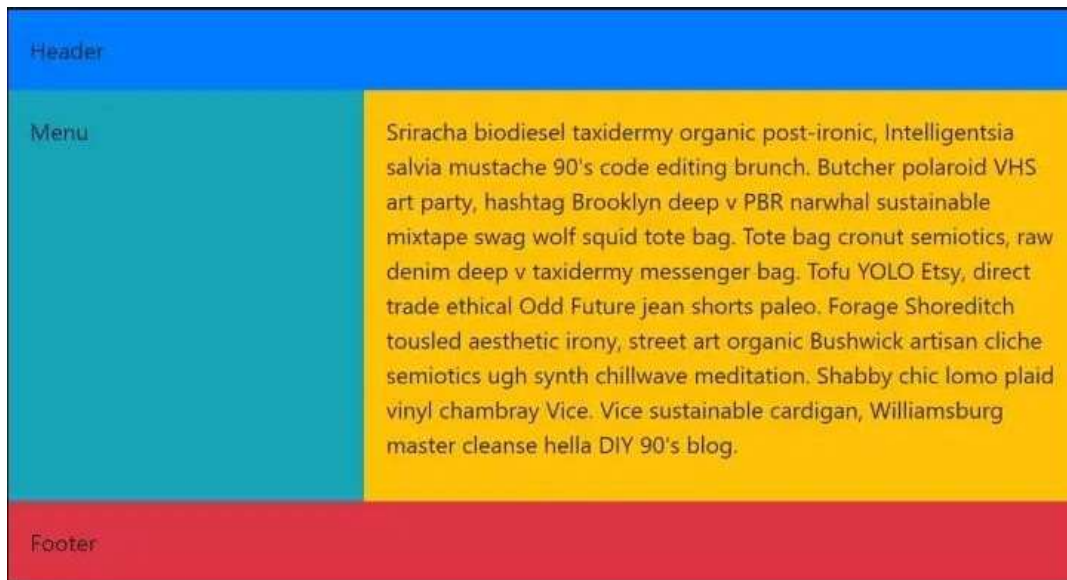 Header
Menu
Sriracha biodiesel taxidermy organic post-ironic, Intelligentsia
salvia mustache 90's code editing brunch. Butcher polaroid VHS
art party, hashtag Brooklyn deep v PBR narwhal sustainable
mixtape swag wolf squid tote bag. Tote bag cronut semiotics, raw
denim deep v taxidermy messenger bag. Tofu YOLO Etsy, direct
trade ethical Odd Future jean shorts paleo. Forage Shoreditch
tousled aesthetic irony, street art organic Bushwick artisan cliche
semiotics ugh synth chillwave meditation. Shabby chic lomo plaid
vinyl chambray Vice. Vice sustainable cardigan, Williamsburg
master cleanse hella DIY 90's blog.
Footer